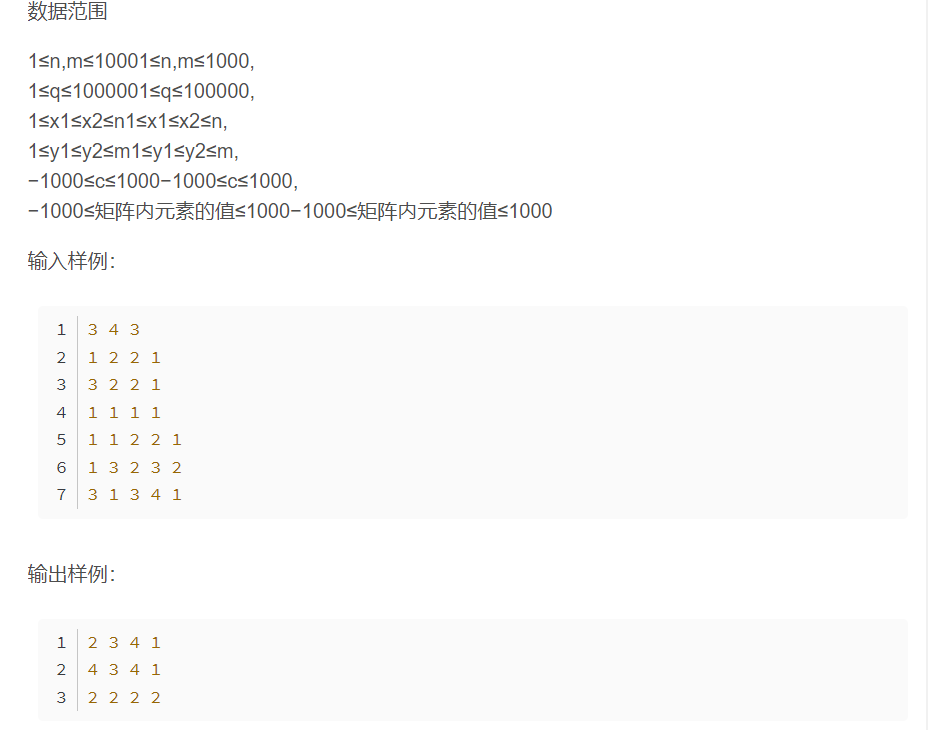 数据范围
1≤n,m≤10001≤n,m≤1000,
1≤q≤1000001≤q≤100000,
1≤x1≤x2≤n1≤x1≤x2≤n,
1≤y1≤y2≤m1≤y1≤y2≤m,
−1000≤c≤1000−1000≤c≤1000,
−1000≤矩阵内元素的值≤1000−1000≤矩阵内元素的值≤1000
输入样例：
1 3 4 3
2 1 2 2 1
3 3 2 2 1
4 1 1 1 1
5 1 1 2 2 1
6 1 3 2 3 2
7 3 1 3 4 1
输出样例：
1 2 3 4 1
2 4 3 4 1
3 2 2 2 2